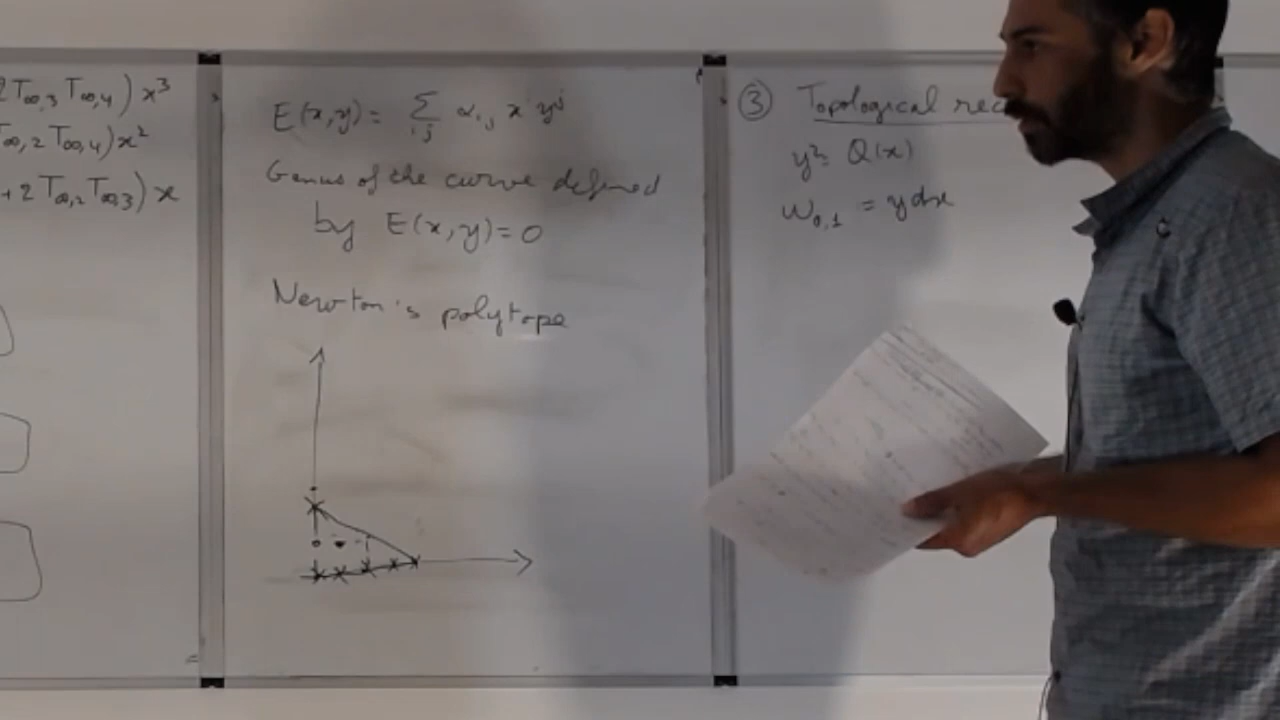 2T∞,3 T∞,4) x³
T∞,2 T∞,4) x²
+ 2 T∞,2 T∞,3) x
E(x,y) = Σ_{i,j} α_{i,j} x y^j
Genus of the curve defined
by E(x,y) = 0
Newton's polytope
③ Topological rec
y² = Q(x)
ω_{0,1} = y dx